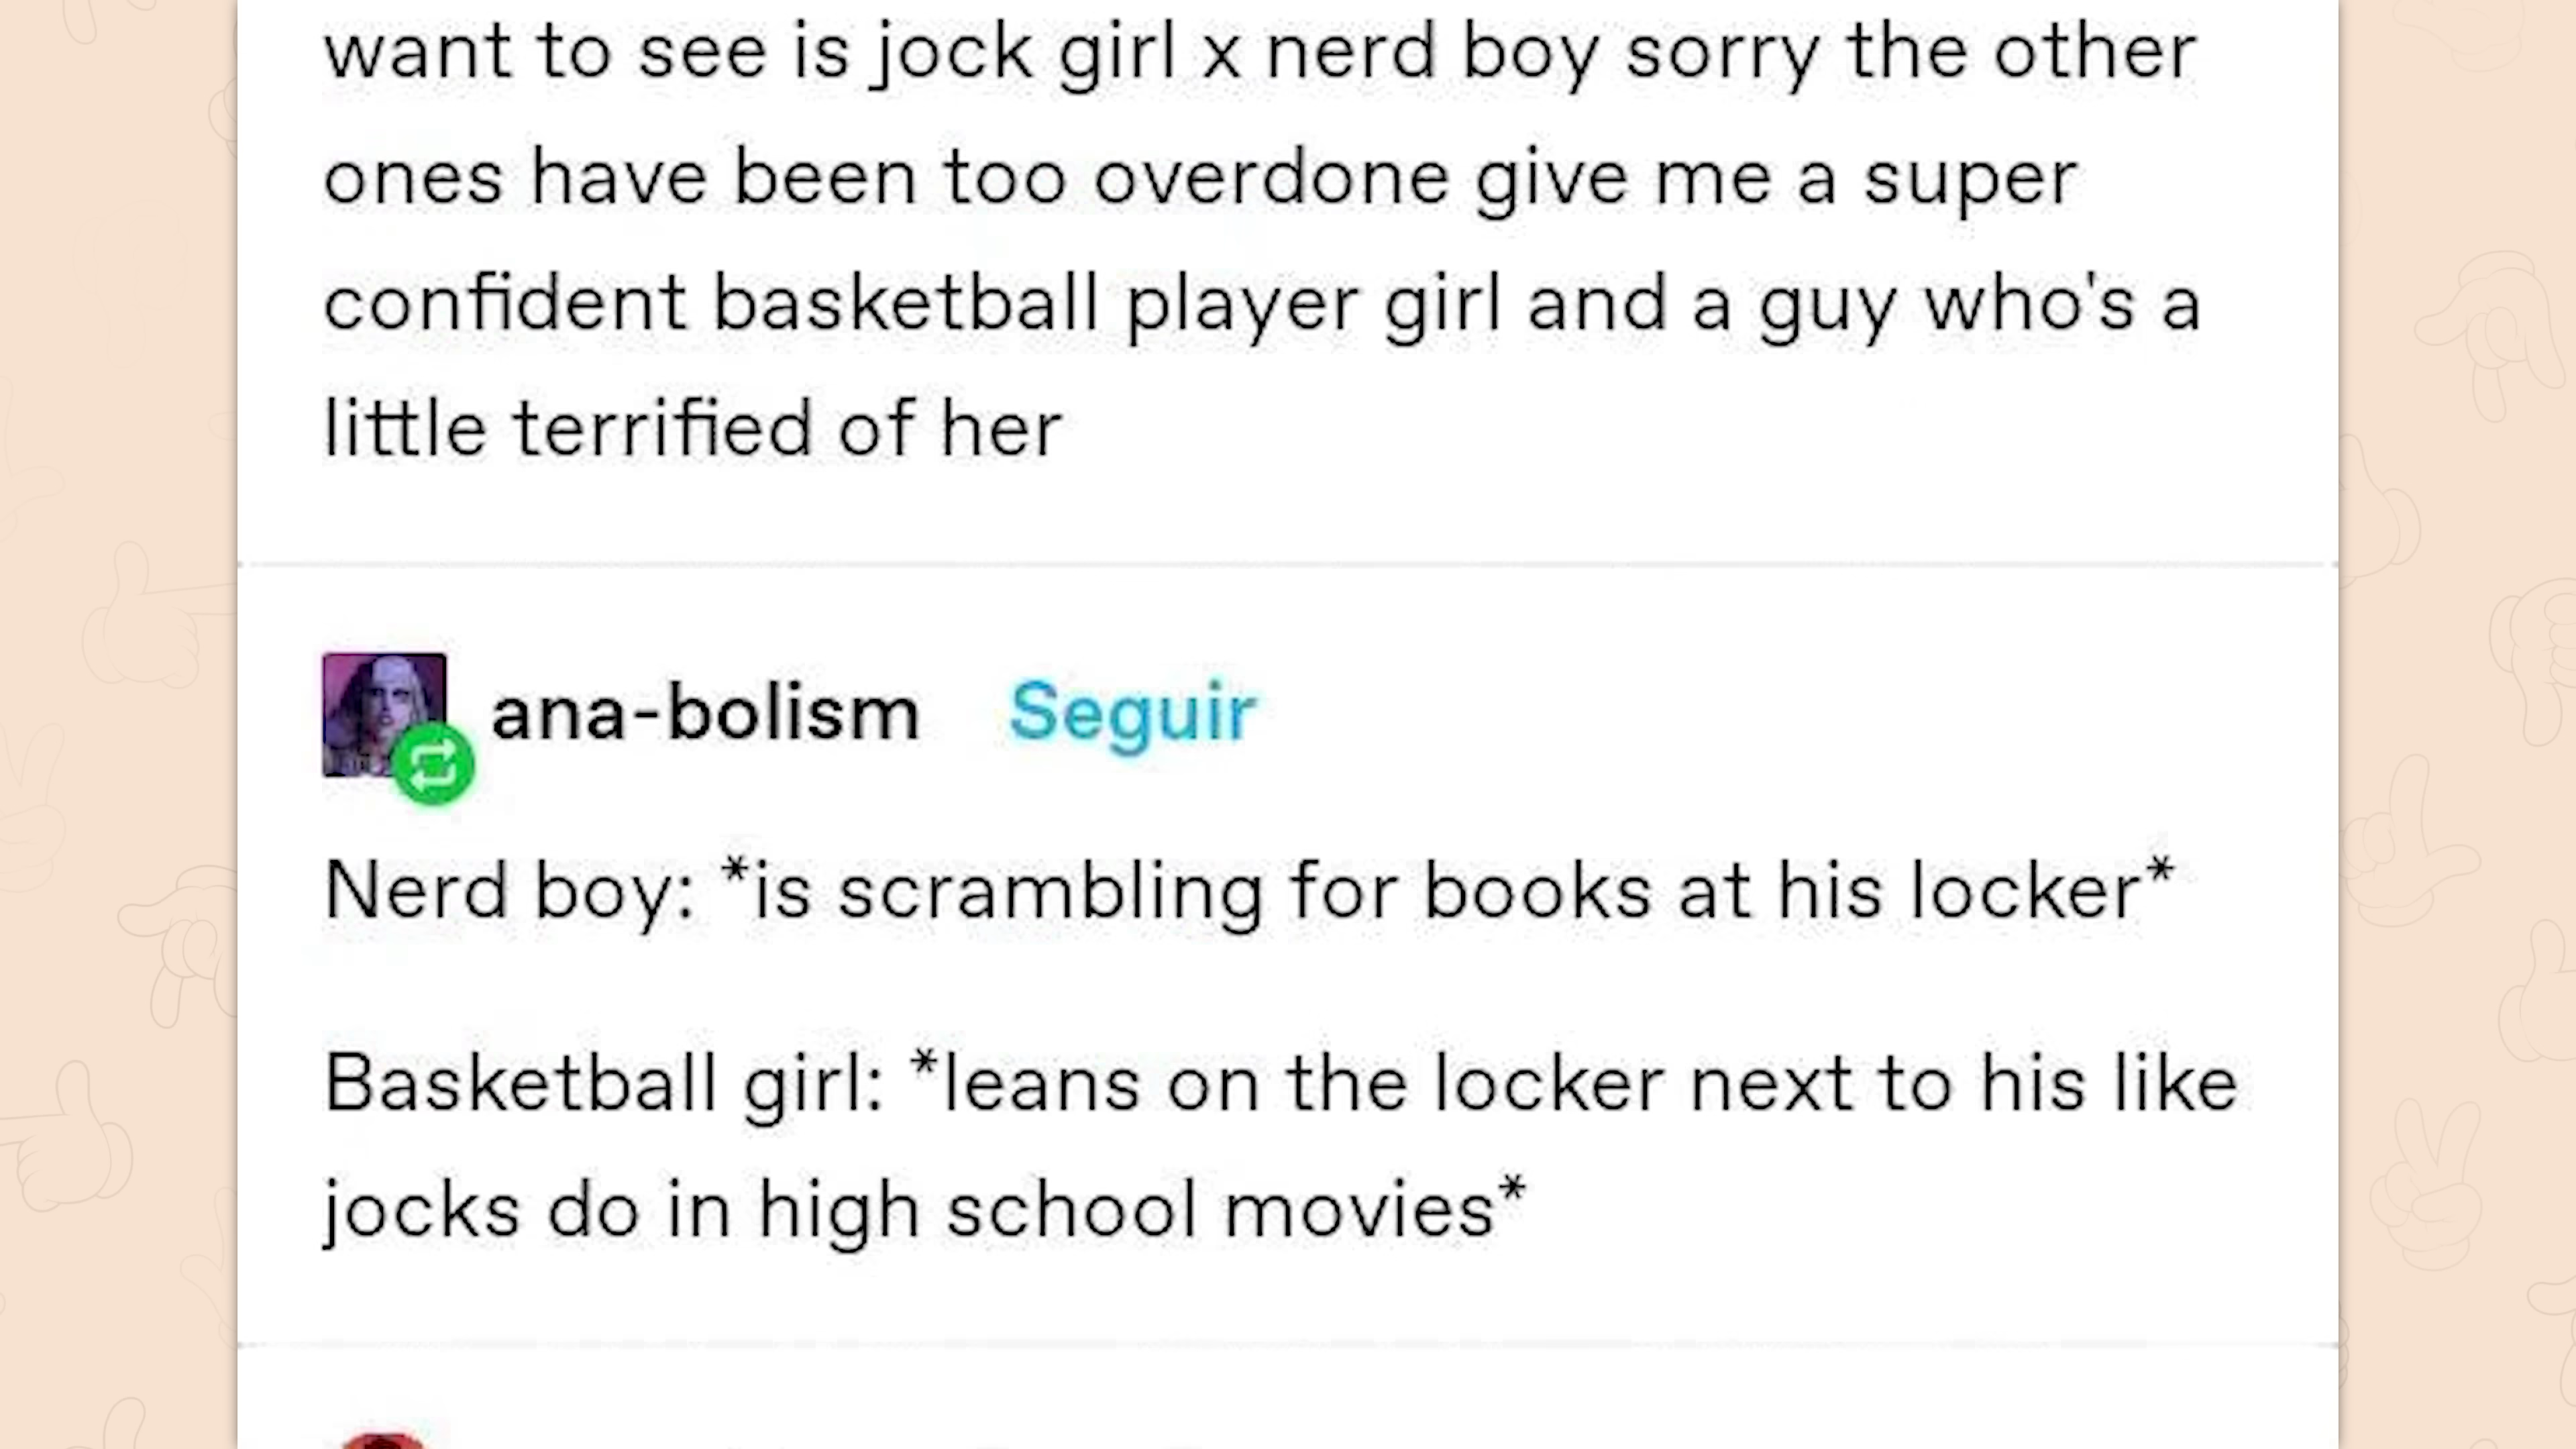 want to see is jock girl x nerd boy sorry the other
ones have been too overdone give me a super
confident basketball player girl and a guy who's a
little terrified of her
ana-bolism Seguir
Nerd boy: *is scrambling for books at his locker*
Basketball girl: *leans on the locker next to his like
jocks do in high school movies*